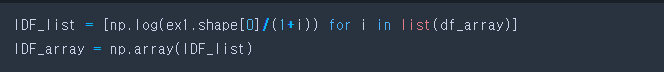 IDF_list = [np.log(ex1.shape[0]/(1+i)) for i in list(df_array)]
IDF_array = np.array(IDF_list)